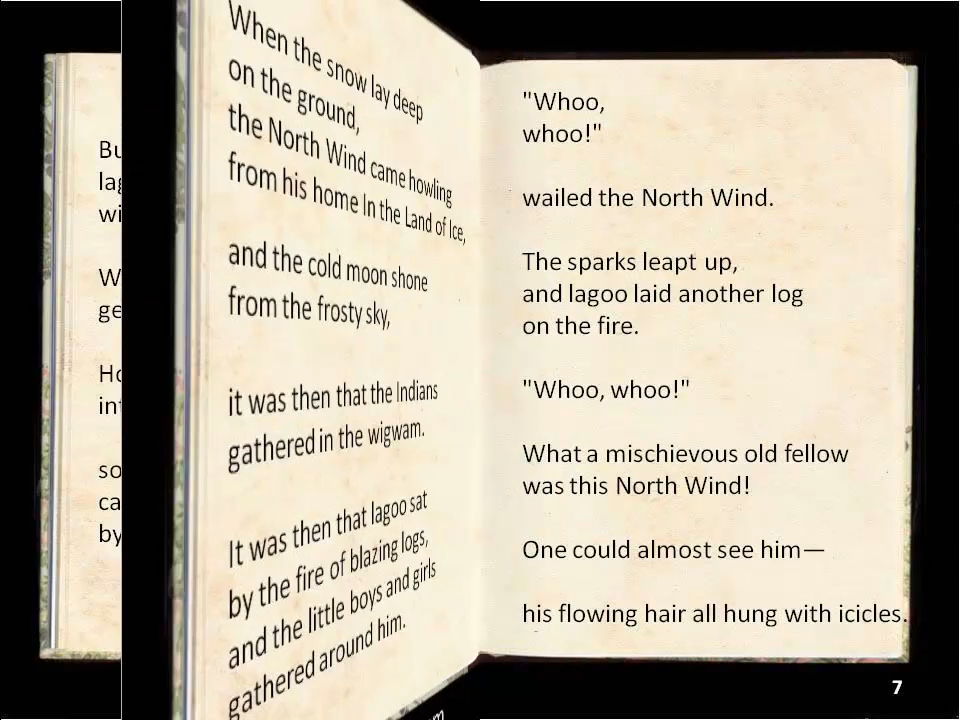 When the snow lay deep
on the ground,
the North Wind came howling
from his home In the Land of Ice,
and the cold moon shone
from the frosty sky,
it was then that the Indians
gathered in the wigwam.
It was then that lagoo sat
by the fire of blazing logs,
and the little boys and girls
gathered around him.
"Whoo,
whoo!"
wailed the North Wind.
The sparks leapt up,
and lagoo laid another log
on the fire.
"Whoo, whoo!"
What a mischievous old fellow
was this North Wind!
One could almost see him—
his flowing hair all hung with icicles.
7